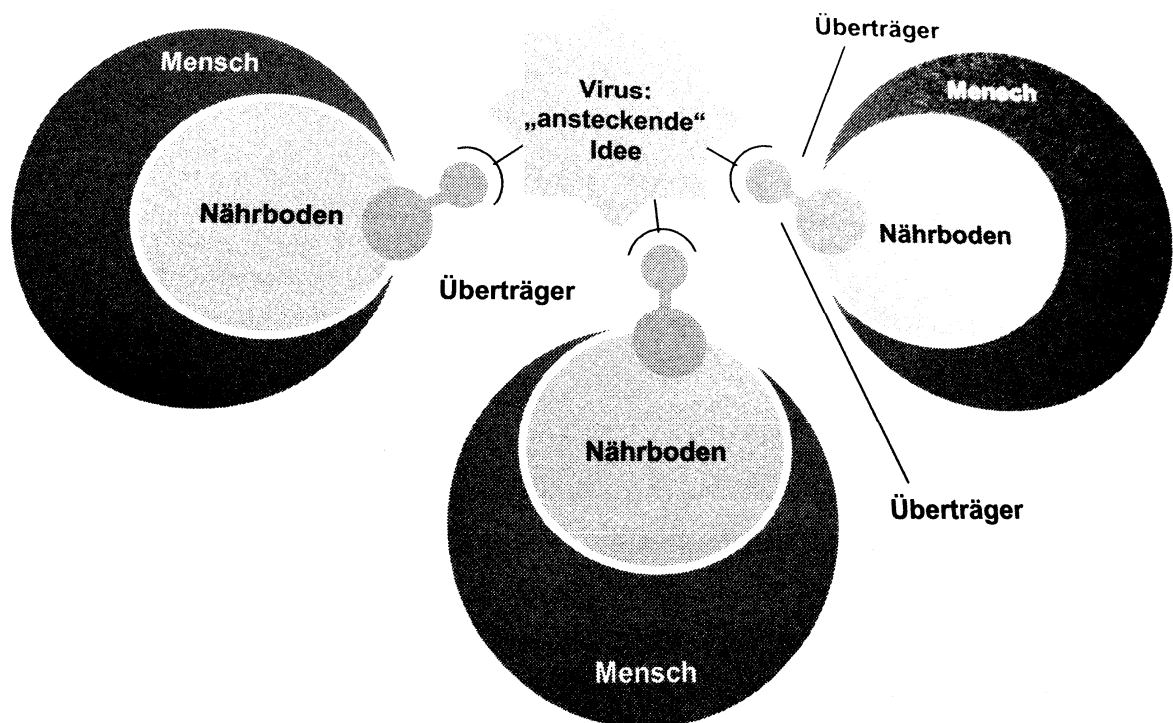 Überträger
Mensch
Mensch
Virus:
„ansteckende“
Idee
Nährboden
Nährboden
Überträger
Nährboden
Überträger
Mensch